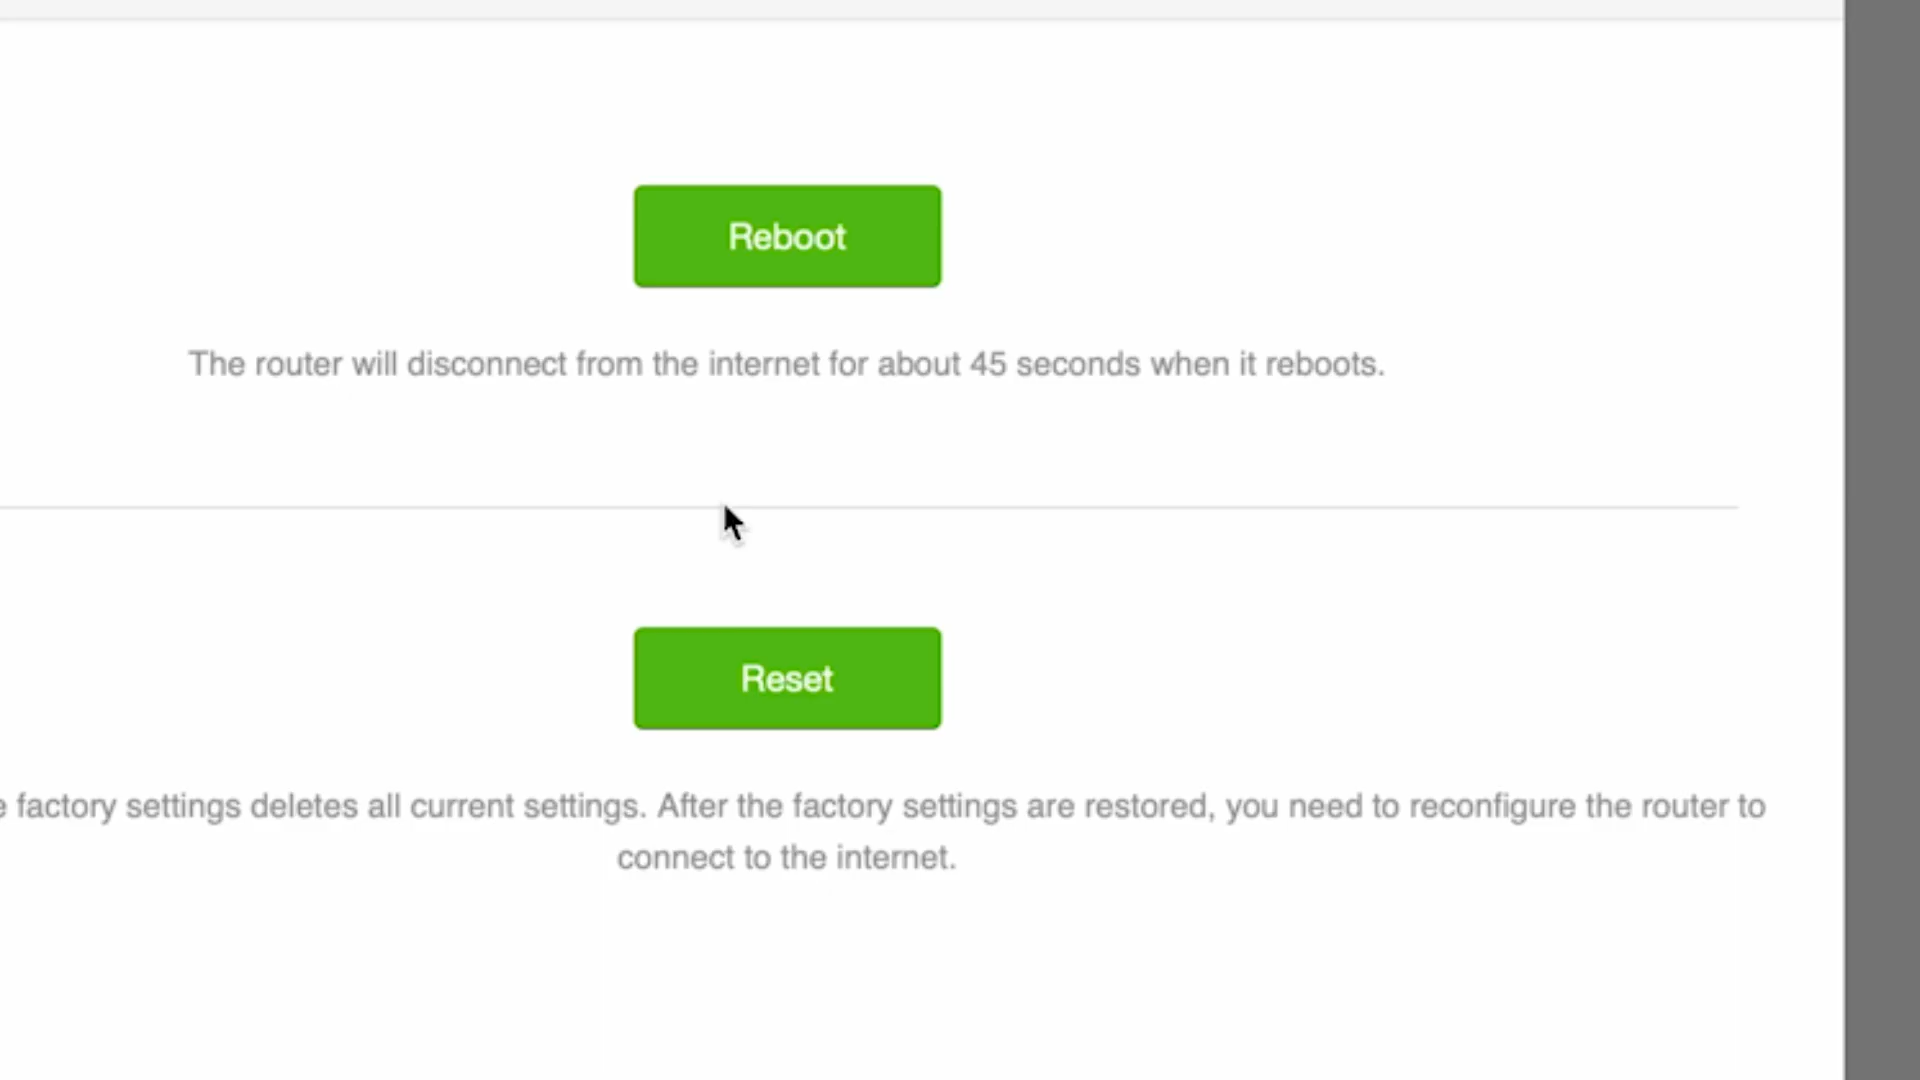 Reboot
The router will disconnect from the internet for about 45 seconds when it reboots.
Reset
factory settings deletes all current settings. After the factory settings are restored, you need to reconfigure the router to
connect to the internet.